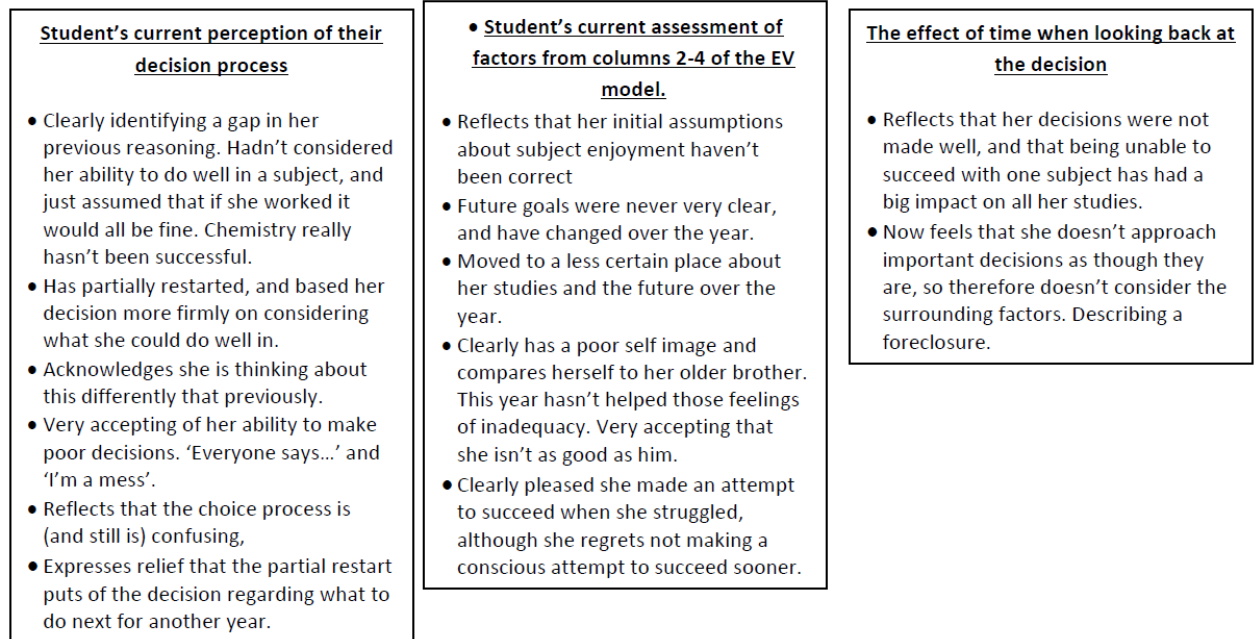 Student's current perception of their
decision process
• Clearly identifying a gap in her
previous reasoning. Hadn't considered
her ability to do well in a subject, and
just assumed that if she worked it
would all be fine. Chemistry really
hasn't been successful.
• Has partially restarted, and based her
decision more firmly on considering
what she could do well in.
• Acknowledges she is thinking about
this differently that previously.
• Very accepting of her ability to make
poor decisions. 'Everyone says…' and
'I'm a mess'.
• Reflects that the choice process is
(and still is) confusing,
• Expresses relief that the partial restart
puts of the decision regarding what to
do next for another year.
• Student's current assessment of
factors from columns 2-4 of the EV
model.
• Reflects that her initial assumptions
about subject enjoyment haven't
been correct
• Future goals were never very clear,
and have changed over the year.
• Moved to a less certain place about
her studies and the future over the
year.
• Clearly has a poor self image and
compares herself to her older brother.
This year hasn't helped those feelings
of inadequacy. Very accepting that
she isn't as good as him.
• Clearly pleased she made an attempt
to succeed when she struggled,
although she regrets not making a
conscious attempt to succeed sooner.
The effect of time when looking back at
the decision
• Reflects that her decisions were not
made well, and that being unable to
succeed with one subject has had a
big impact on all her studies.
• Now feels that she doesn't approach
important decisions as though they
are, so therefore doesn't consider the
surrounding factors. Describing a
foreclosure.